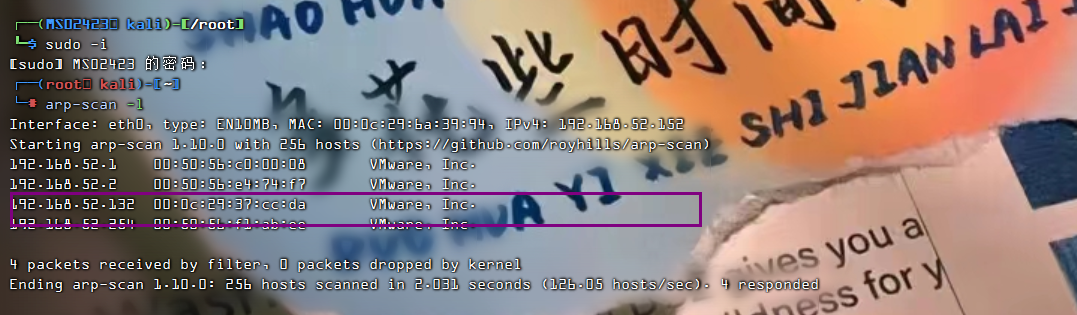 ┌──(MS02423㉿kali)-[/root]
└─$ sudo -i
[sudo] MS02423 的密码:
┌──(root㉿kali)-[~]
└─# arp-scan -l
Interface: eth0, type: EN10MB, MAC: 00:0c:29:6a:39:94, IPv4: 192.168.52.152
Starting arp-scan 1.10.0 with 256 hosts (https://github.com/royhills/arp-scan)
192.168.52.1 00:50:56:c0:00:08 VMware, Inc.
192.168.52.2 00:50:56:e4:74:f7 VMware, Inc.
192.168.52.132 00:0c:29:37:cc:da VMware, Inc.
192.168.52.254 00:50:56:f1:ab:ee VMware, Inc.
4 packets received by filter, 0 packets dropped by kernel
Ending arp-scan 1.10.0: 256 hosts scanned in 2.031 seconds (126.05 hosts/sec). 4 responded
SHAO HUA
些时间
SHI JIAN LAI
HUA YI XIE
gives you a
for y